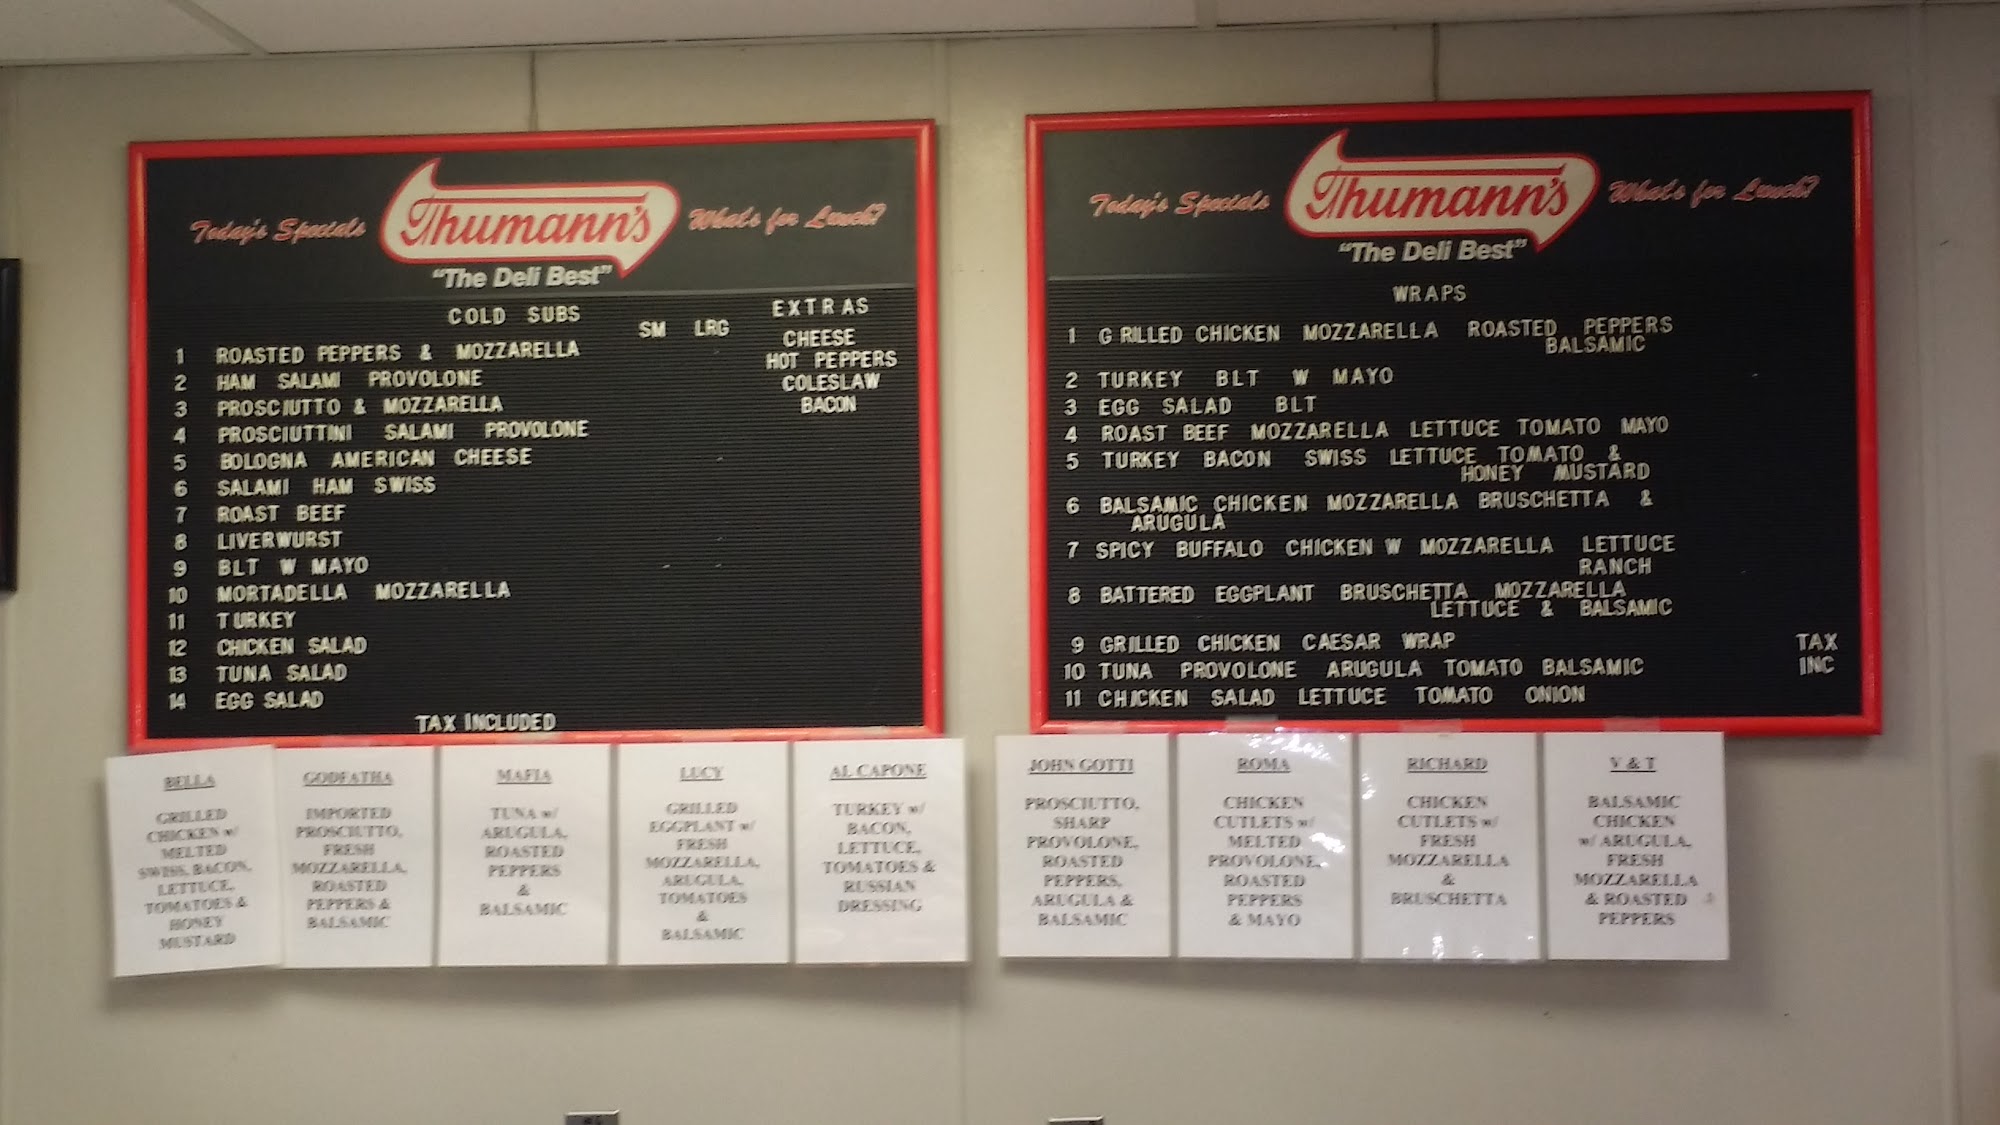 Today's Specials Thumann's What's for Lunch?
"The Deli Best"
COLD SUBS
SM LRG
1 ROASTED PEPPERS & MOZZARELLA
2 HAM SALAMI PROVOLONE
3 PROSCIUTTO & MOZZARELLA
4 PROSCIUTTINI SALAMI PROVOLONE
5 BOLOGNA AMERICAN CHEESE
6 SALAMI HAM SWISS
7 ROAST BEEF
8 LIVERWURST
9 BLT W MAYO
10 MORTADELLA MOZZARELLA
11 TURKEY
12 CHICKEN SALAD
13 TUNA SALAD
14 EGG SALAD
TAX INCLUDED
EXTRAS
CHEESE
HOT PEPPERS
COLESLAW
BACON
Today's Specials Thumann's What's for Lunch?
"The Deli Best"
WRAPS
1 GRILLED CHICKEN MOZZARELLA ROASTED PEPPERS
BALSAMIC
2 TURKEY BLT W MAYO
3 EGG SALAD BLT
4 ROAST BEEF MOZZARELLA LETTUCE TOMATO MAYO
5 TURKEY BACON SWISS LETTUCE TOMATO &
HONEY MUSTARD
6 BALSAMIC CHICKEN MOZZARELLA BRUSCHETTA &
ARUGULA
7 SPICY BUFFALO CHICKEN W MOZZARELLA LETTUCE
RANCH
8 BATTERED EGGPLANT BRUSCHETTA MOZZARELLA
LETTUCE & BALSAMIC
9 GRILLED CHICKEN CAESAR WRAP
10 TUNA PROVOLONE ARUGULA TOMATO BALSAMIC
11 CHICKEN SALAD LETTUCE TOMATO ONION
TAX
INC
BELLA
GRILLED
CHICKEN w/
MELTED
SWISS, BACON,
LETTUCE,
TOMATOES &
HONEY
MUSTARD
GODFATHA
IMPORTED
PROSCIUTTO,
FRESH
MOZZARELLA,
ROASTED
PEPPERS &
BALSAMIC
MAFIA
TUNA w/
ARUGULA,
ROASTED
PEPPERS
&
BALSAMIC
LUCY
GRILLED
EGGPLANT w/
FRESH
MOZZARELLA,
ARUGULA,
TOMATOES
&
BALSAMIC
AL CAPONE
TURKEY w/
BACON,
LETTUCE,
TOMATOES &
RUSSIAN
DRESSING
JOHN GOTTI
PROSCIUTTO,
SHARP
PROVOLONE,
ROASTED
PEPPERS,
ARUGULA &
BALSAMIC
ROMA
CHICKEN
CUTLETS w/
MELTED
PROVOLONE,
ROASTED
PEPPERS
& MAYO
RICHARD
CHICKEN
CUTLETS w/
FRESH
MOZZARELLA
&
BRUSCHETTA
V & T
BALSAMIC
CHICKEN
w/ ARUGULA,
FRESH
MOZZARELLA
& ROASTED
PEPPERS